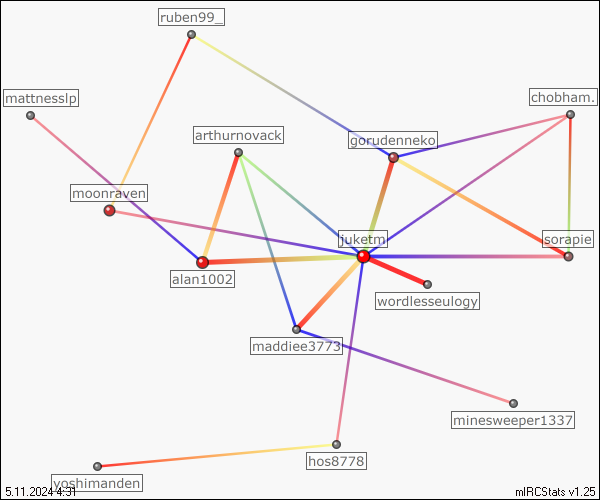 ruben99_
mattnesslp
chobham.
arthurnovack
gorudenneko
moonraven
juketm
sorapie
alan1002
wordlesseulogy
maddiee3773
minesweeper1337
hos8778
yoshimanden
5.11.2024 4:31
mIRCStats v1.25